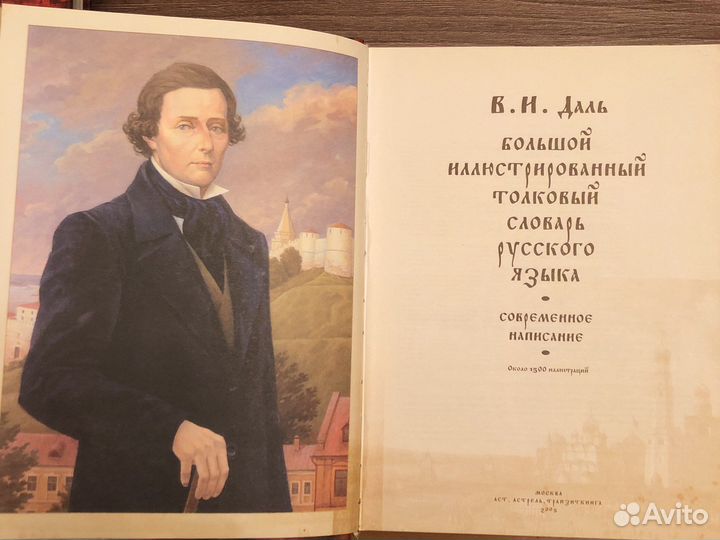 В. И. Даль
БОЛЬШОЙ
ИЛЛЮСТРИРОВАННЫЙ
ТОЛКОВЫЙ
СЛОВАРЬ
РУССКОГО
ЯЗЫКА
СОВРЕМЕННОЕ
НАПИСАНИЕ
Около 1500 иллюстраций
МОСКВА
АСТ, АСТРЕЛЬ, ТРАНЗИТКНИГА
Avito